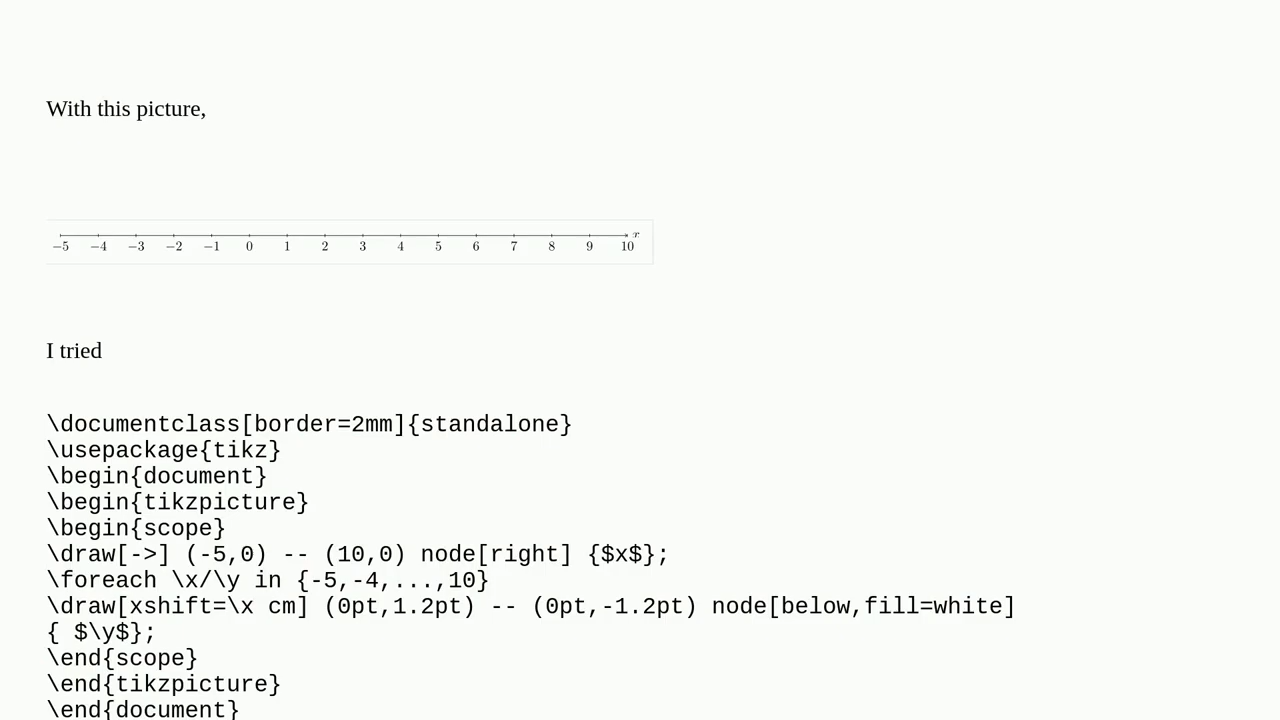 With this picture,
x
−5 −4 −3 −2 −1 0 1 2 3 4 5 6 7 8 9 10
I tried
\documentclass[border=2mm]{standalone}
\usepackage{tikz}
\begin{document}
\begin{tikzpicture}
\begin{scope}
\draw[->] (-5,0) -- (10,0) node[right] {$x$};
\foreach \x/\y in {-5,-4,...,10}
\draw[xshift=\x cm] (0pt,1.2pt) -- (0pt,-1.2pt) node[below,fill=white]
{ $\y$};
\end{scope}
\end{tikzpicture}
\end{document}